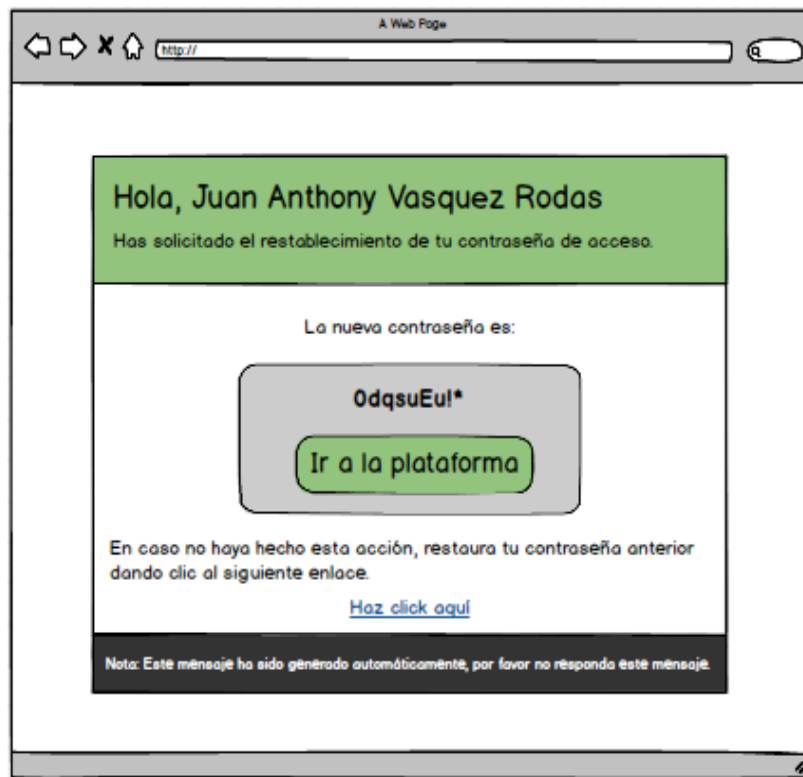 A Web Page
http://
Hola, Juan Anthony Vasquez Rodas
Has solicitado el restablecimiento de tu contraseña de acceso.
La nueva contraseña es:
0dqsuEu!*
Ir a la plataforma
En caso no haya hecho esta acción, restaura tu contraseña anterior
dando clic al siguiente enlace.
Haz click aquí
Nota: Este mensaje ha sido generado automáticamente, por favor no responda este mensaje.